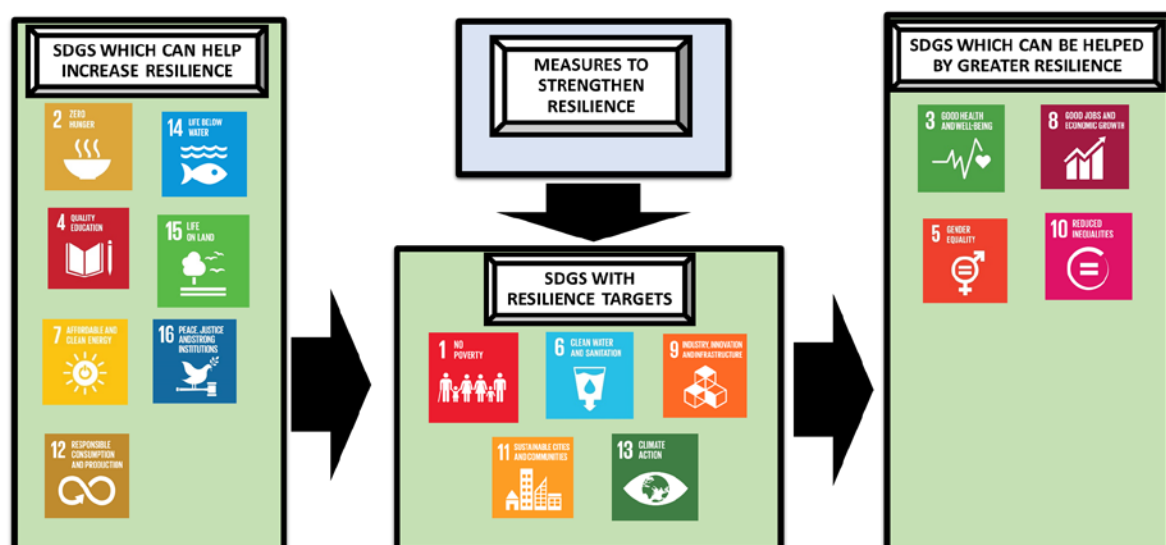 SDGS WHICH CAN HELP
INCREASE RESILIENCE
2 ZERO
HUNGER
14 LIFE BELOW
WATER
4 QUALITY
EDUCATION
15 LIFE
ON LAND
7 AFFORDABLE AND
CLEAN ENERGY
16 PEACE, JUSTICE
AND STRONG
INSTITUTIONS
12 RESPONSIBLE
CONSUMPTION
AND PRODUCTION
MEASURES TO
STRENGTHEN
RESILIENCE
SDGS WITH
RESILIENCE TARGETS
1 NO
POVERTY
6 CLEAN WATER
AND SANITATION
9 INDUSTRY, INNOVATION
AND INFRASTRUCTURE
11 SUSTAINABLE CITIES
AND COMMUNITIES
13 CLIMATE
ACTION
SDGS WHICH CAN BE HELPED
BY GREATER RESILIENCE
3 GOOD HEALTH
AND WELL-BEING
8 GOOD JOBS AND
ECONOMIC GROWTH
5 GENDER
EQUALITY
10 REDUCED
INEQUALITIES